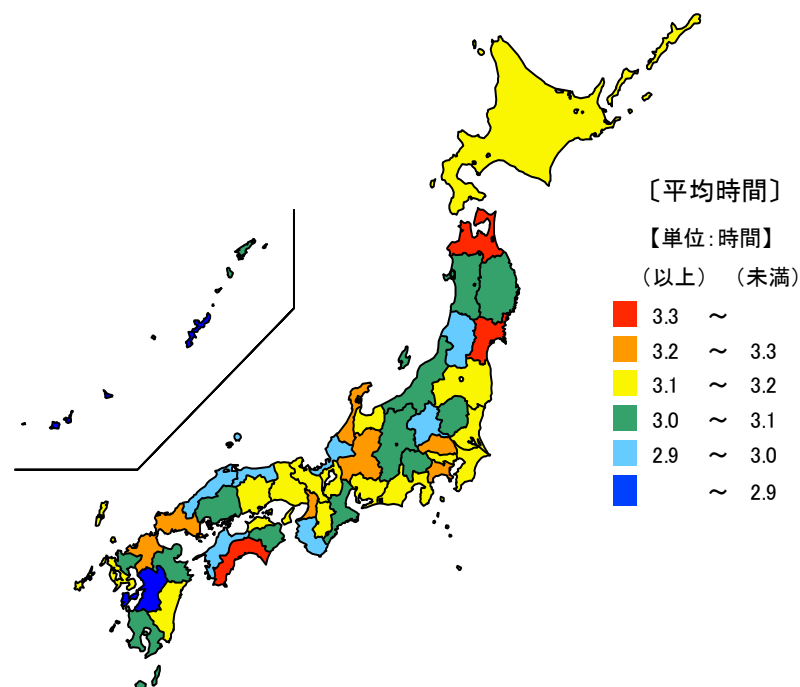 〔平均時間〕
【単位:時間】
（以上） （未満）
3.3 ～
3.2 ～ 3.3
3.1 ～ 3.2
3.0 ～ 3.1
2.9 ～ 3.0
～ 2.9